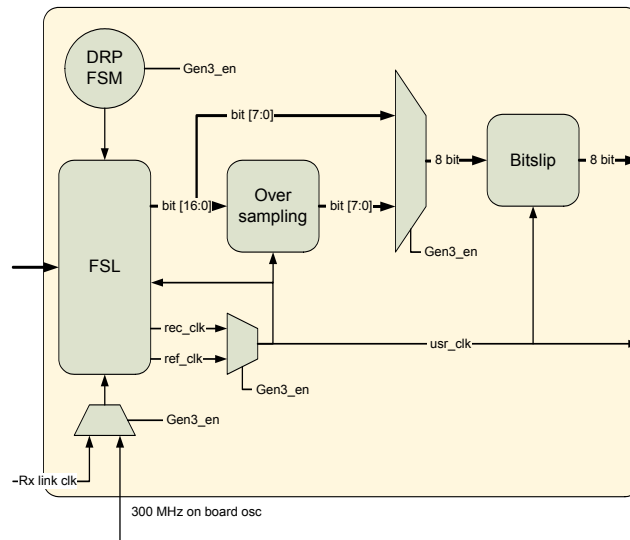 DRP
FSM
Gen3_en
bit [7:0]
8 bit
Bitslip
8 bit
Over
sampling
bit [16:0]
bit [7:0]
Gen3_en
FSL
rec_clk
ref_clk
usr_clk
Gen3_en
Gen3_en
Rx link clk
300 MHz on board osc